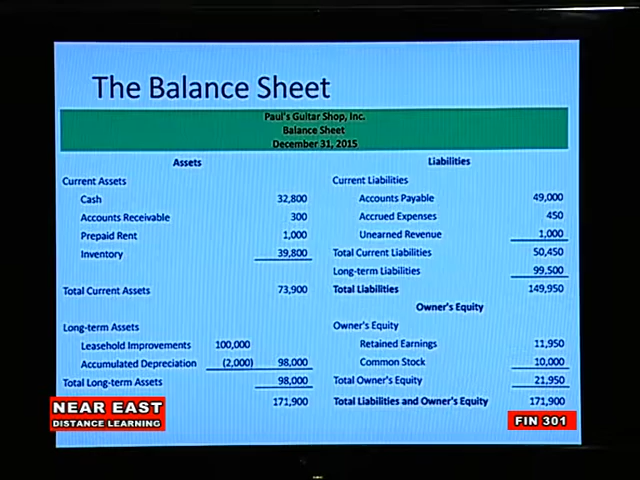 The Balance Sheet
Paul's Guitar Shop, Inc.
Balance Sheet
December 31, 2015
Assets
Current Assets
Cash 32,800
Accounts Receivable 300
Prepaid Rent 1,000
Inventory 39,800
Total Current Assets 73,900
Long-term Assets
Leasehold Improvements 100,000
Accumulated Depreciation (2,000) 98,000
Total Long-term Assets 98,000
171,900
Liabilities
Current Liabilities
Accounts Payable 49,000
Accrued Expenses 450
Unearned Revenue 1,000
Total Current Liabilities 50,450
Long-term Liabilities 99,500
Total Liabilities 149,950
Owner's Equity
Owner's Equity
Retained Earnings 11,950
Common Stock 10,000
Total Owner's Equity 21,950
Total Liabilities and Owner's Equity 171,900
NEAR EAST
DISTANCE LEARNING
FIN 301